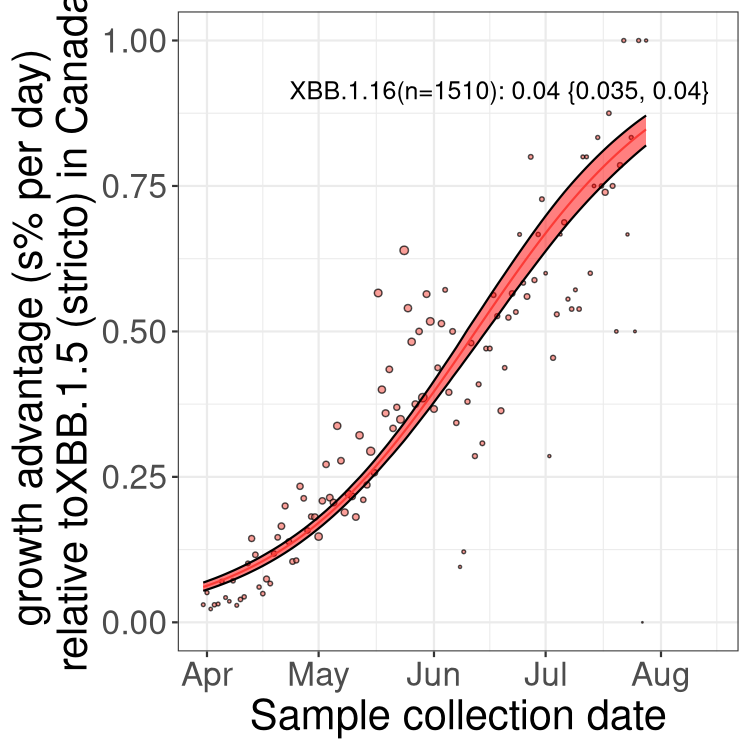 growth advantage (s% per day)
relative toXBB.1.5 (stricto) in Canada
1.00
0.75
0.50
0.25
0.00
XBB.1.16(n=1510): 0.04 {0.035, 0.04}
Apr May Jun Jul Aug
Sample collection date